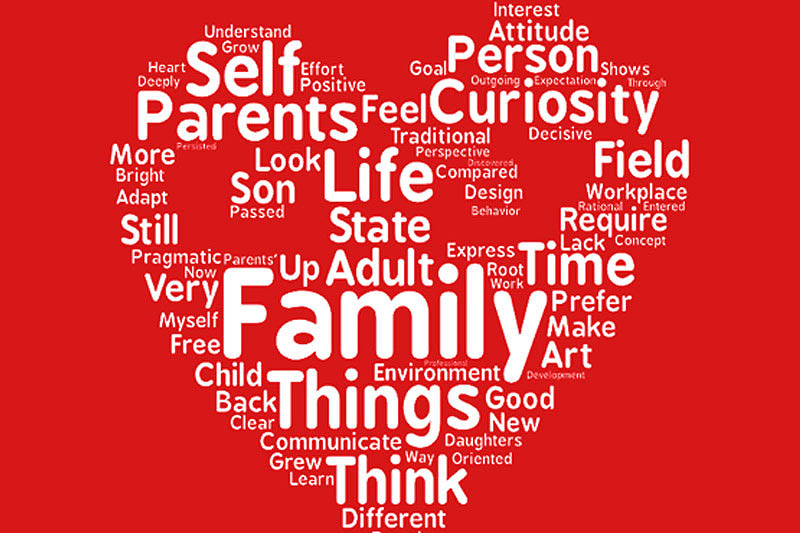 Interest
Understand
Attitude
Grow
Person
Self
Heart
Effort
Goal
Shows
Deeply
Positive
Outgoing
Expectation
Through
Parents
Feel
Curiosity
Traditional
Decisive
Persisted
Perspective
More
Look
Discovered
Field
Bright
Son
Life
Compared
Adapt
Design
Workplace
Passed
Behavior
Rational
Entered
Still
State
Require
Lack
Concept
Pragmatic
Parents'
Express
Now
Up
Adult
Root
Time
Very
Work
Family
Prefer
Myself
Make
Free
Art
Professional
Child
Environment
Development
Back
Things
Good
Clear
New
Communicate
Daughters
Grew
Way
Oriented
Learn
Think
Different